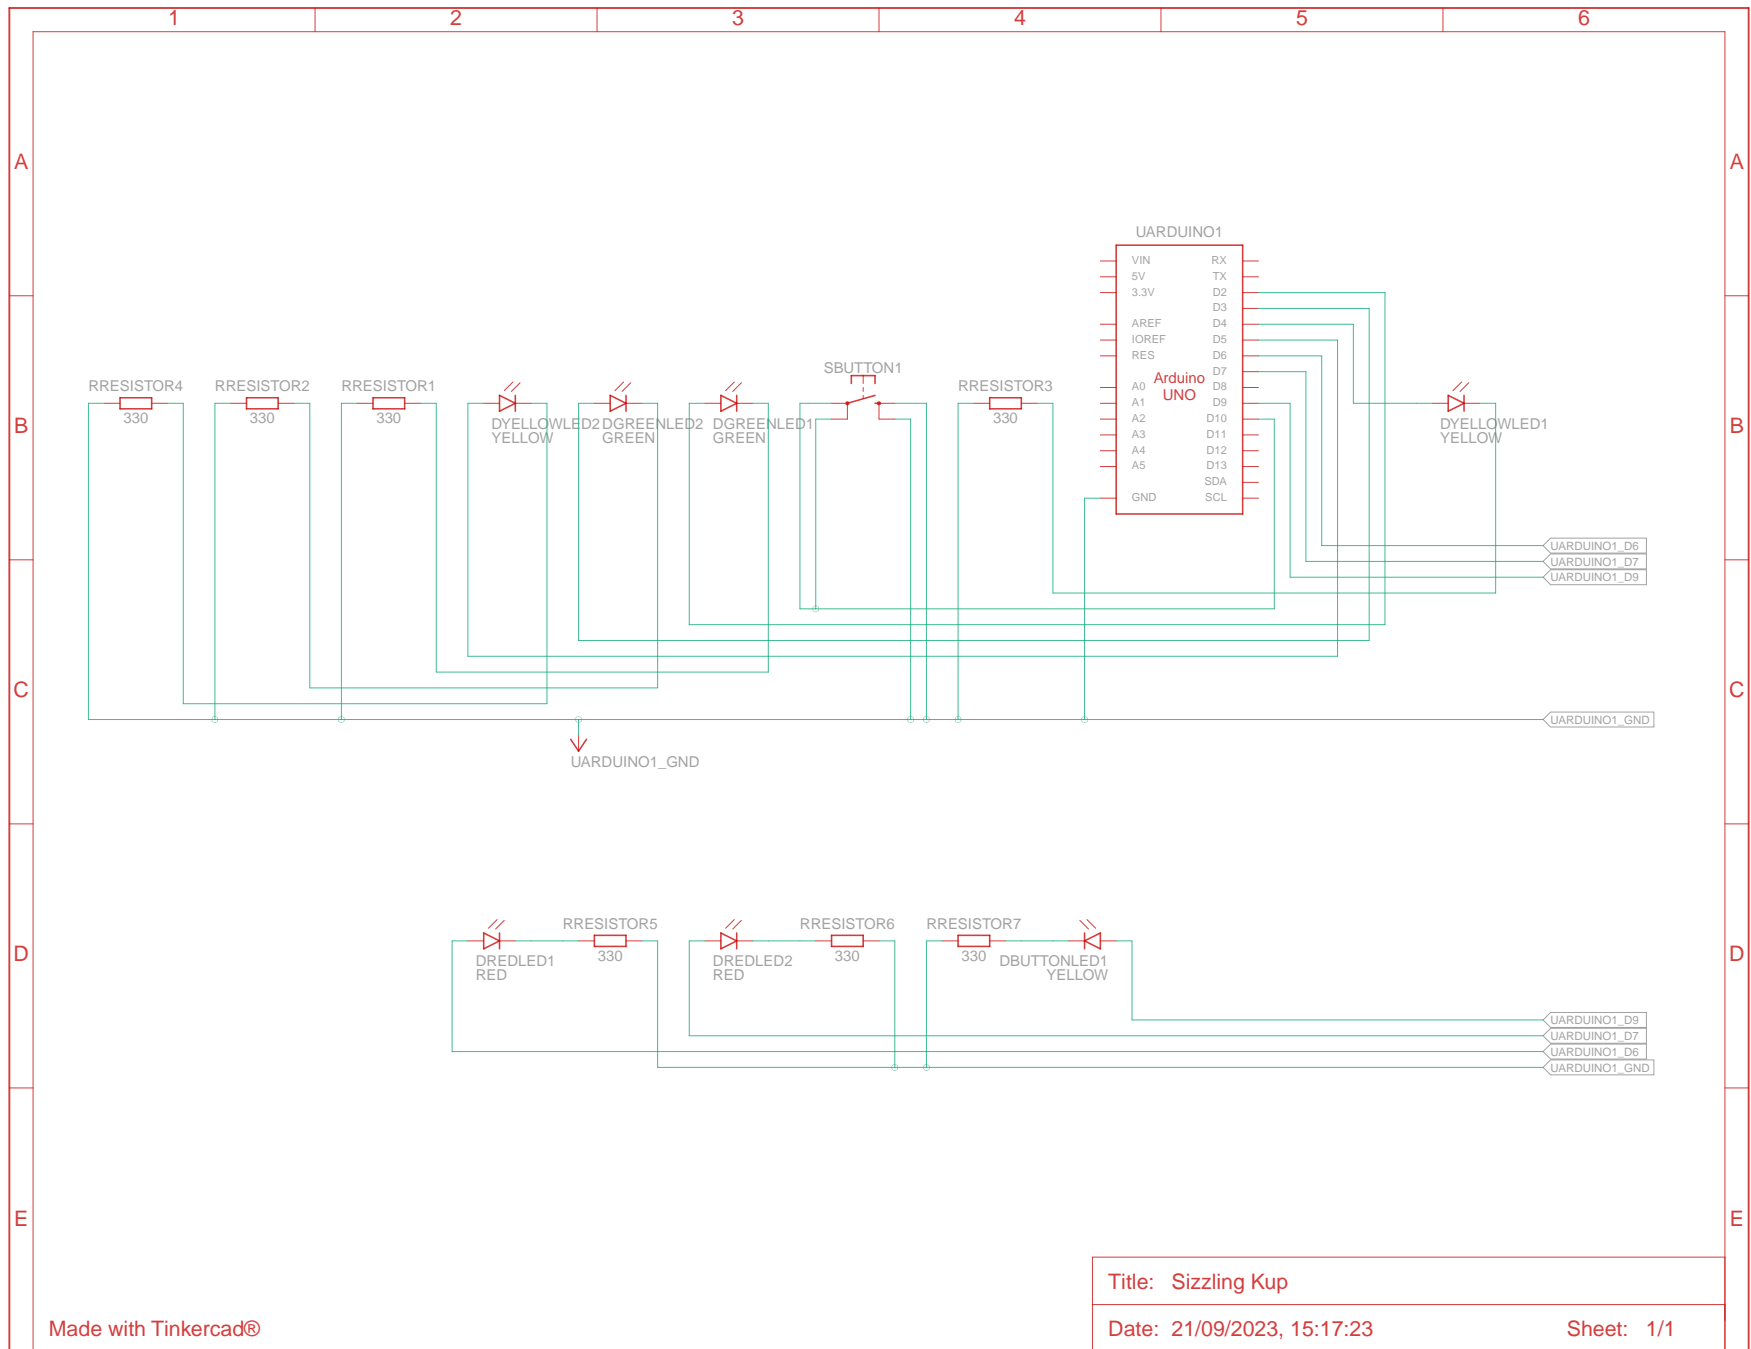 1 2 3 4 5 6
A A
UARDUINO1
VIN RX
5V TX
3.3V D2
D3
AREF D4
IOREF D5
RES D6
D7
A0 D8
A1 D9
A2 D10
A3 D11
A4 D12
A5 D13
SDA
GND SCL
Arduino
UNO
B B
RRESISTOR4
330
RRESISTOR2
330
RRESISTOR1
330
DYELLOWLED2
YELLOW
DGREENLED2
GREEN
DGREENLED1
GREEN
SBUTTON1
RRESISTOR3
330
DYELLOWLED1
YELLOW
UARDUINO1_D6
UARDUINO1_D7
UARDUINO1_D9
C C
UARDUINO1_GND
UARDUINO1_GND
D D
DREDLED1
RED
RRESISTOR5
330
DREDLED2
RED
RRESISTOR6
330
RRESISTOR7
330
DBUTTONLED1
YELLOW
UARDUINO1_D9
UARDUINO1_D7
UARDUINO1_D6
UARDUINO1_GND
E E
Title: Sizzling Kup
Made with Tinkercad®
Date: 21/09/2023, 15:17:23 Sheet: 1/1